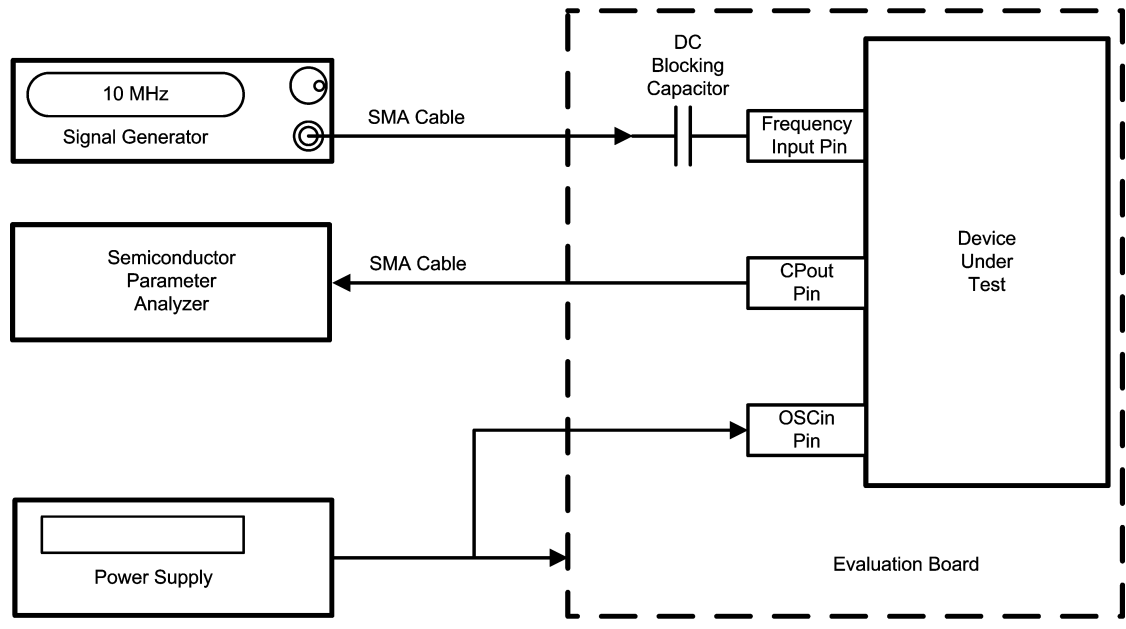 10 MHz
Signal Generator
SMA Cable
DC
Blocking
Capacitor
Frequency
Input Pin
Semiconductor
Parameter
Analyzer
SMA Cable
CPout
Pin
Device
Under
Test
OSCin
Pin
Power Supply
Evaluation Board